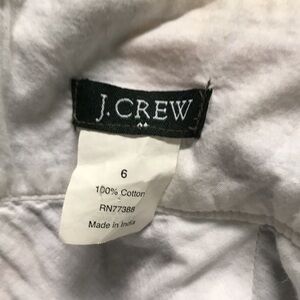 J.CREW
6
100% Cotton
RN77388
Made in India